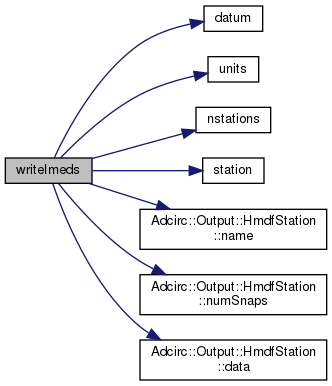 datum
units
nstations
writeImeds
station
Adcirc::Output::HmdfStation
::name
Adcirc::Output::HmdfStation
::numSnaps
Adcirc::Output::HmdfStation
::data